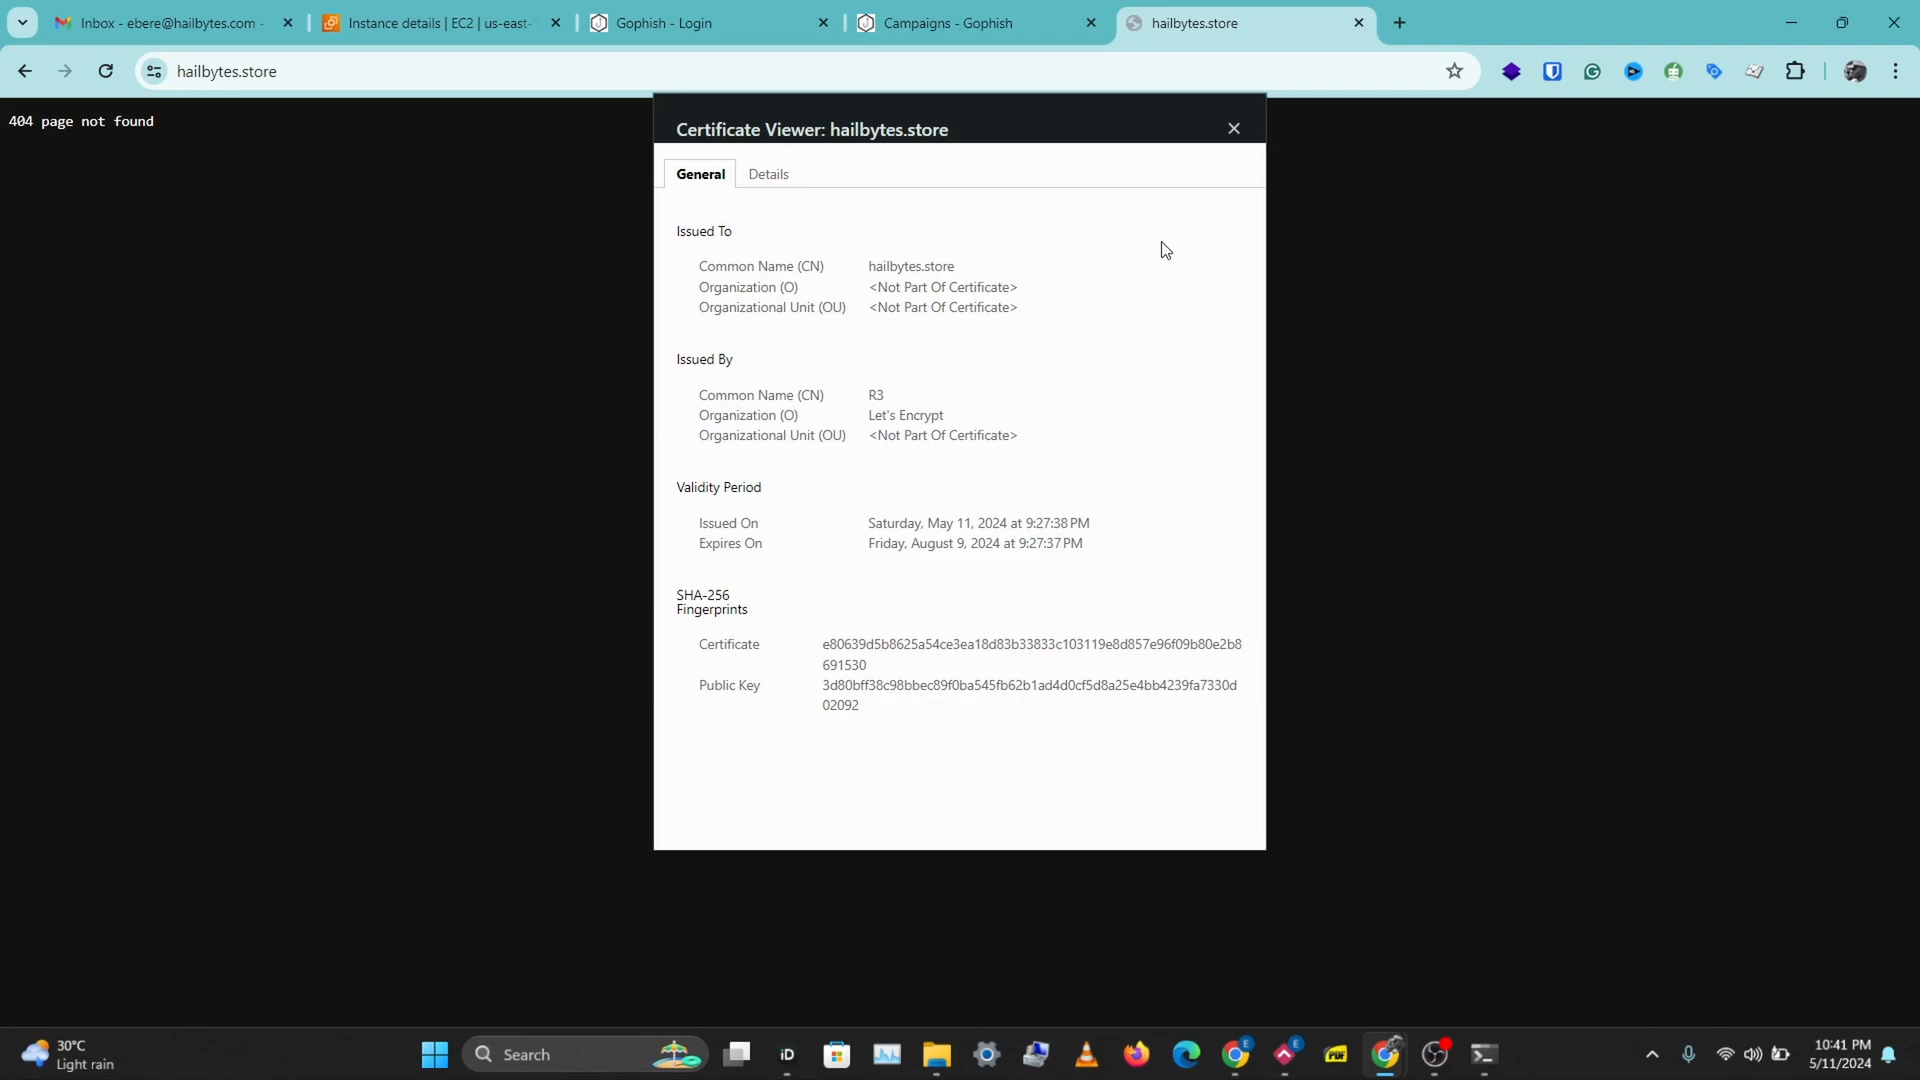 Inbox - ebere@hailbytes.com -
Instance details | EC2 | us-east-1
Gophish - Login
Campaigns - Gophish
hailbytes.store
hailbytes.store
404 page not found
Certificate Viewer: hailbytes.store
General
Details
Issued To
Common Name (CN) hailbytes.store
Organization (O) <Not Part Of Certificate>
Organizational Unit (OU) <Not Part Of Certificate>
Issued By
Common Name (CN) R3
Organization (O) Let's Encrypt
Organizational Unit (OU) <Not Part Of Certificate>
Validity Period
Issued On Saturday, May 11, 2024 at 9:27:38 PM
Expires On Friday, August 9, 2024 at 9:27:37 PM
SHA-256
Fingerprints
Certificate e80639d5b8625a54ce3ea18d83b33833c103119e8d857e96f09b80e2b8
691530
Public Key 3d80bff38c98bbec89f0ba545fb62b1ad4d0cf5d8a25e4bb4239fa7330d
02092
30°C
Light rain
Search
iD
E
E
PDF
10:41 PM
5/11/2024